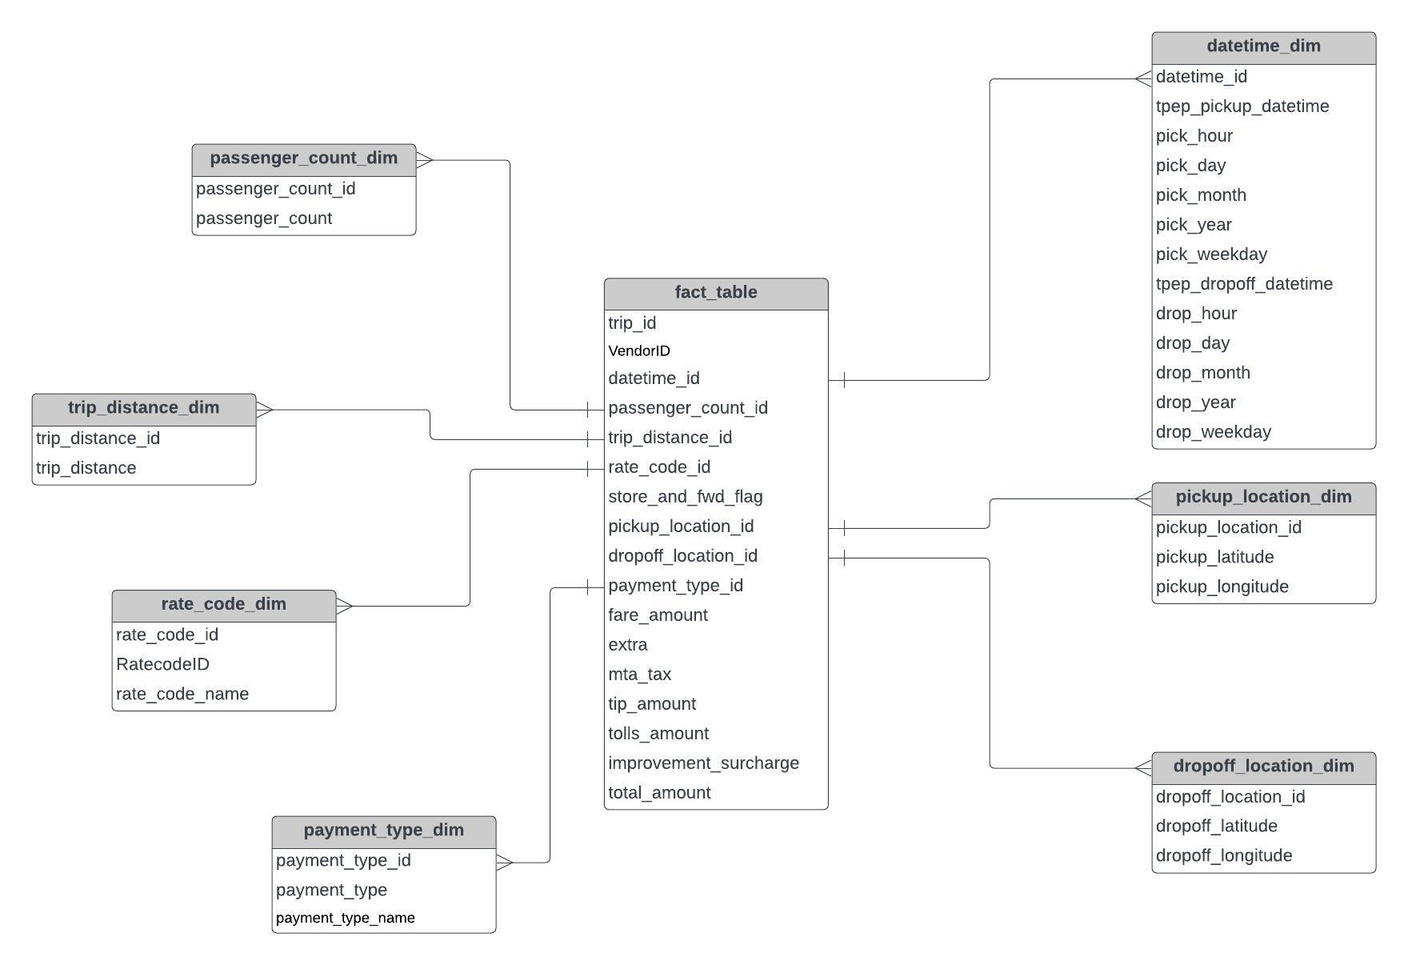 datetime_dim
datetime_id
tpep_pickup_datetime
pick_hour
pick_day
pick_month
pick_year
pick_weekday
tpep_dropoff_datetime
drop_hour
drop_day
drop_month
drop_year
drop_weekday
passenger_count_dim
passenger_count_id
passenger_count
fact_table
trip_id
VendorID
datetime_id
passenger_count_id
trip_distance_id
rate_code_id
store_and_fwd_flag
pickup_location_id
dropoff_location_id
payment_type_id
fare_amount
extra
mta_tax
tip_amount
tolls_amount
improvement_surcharge
total_amount
trip_distance_dim
trip_distance_id
trip_distance
pickup_location_dim
pickup_location_id
pickup_latitude
pickup_longitude
rate_code_dim
rate_code_id
RatecodeID
rate_code_name
dropoff_location_dim
dropoff_location_id
dropoff_latitude
dropoff_longitude
payment_type_dim
payment_type_id
payment_type
payment_type_name